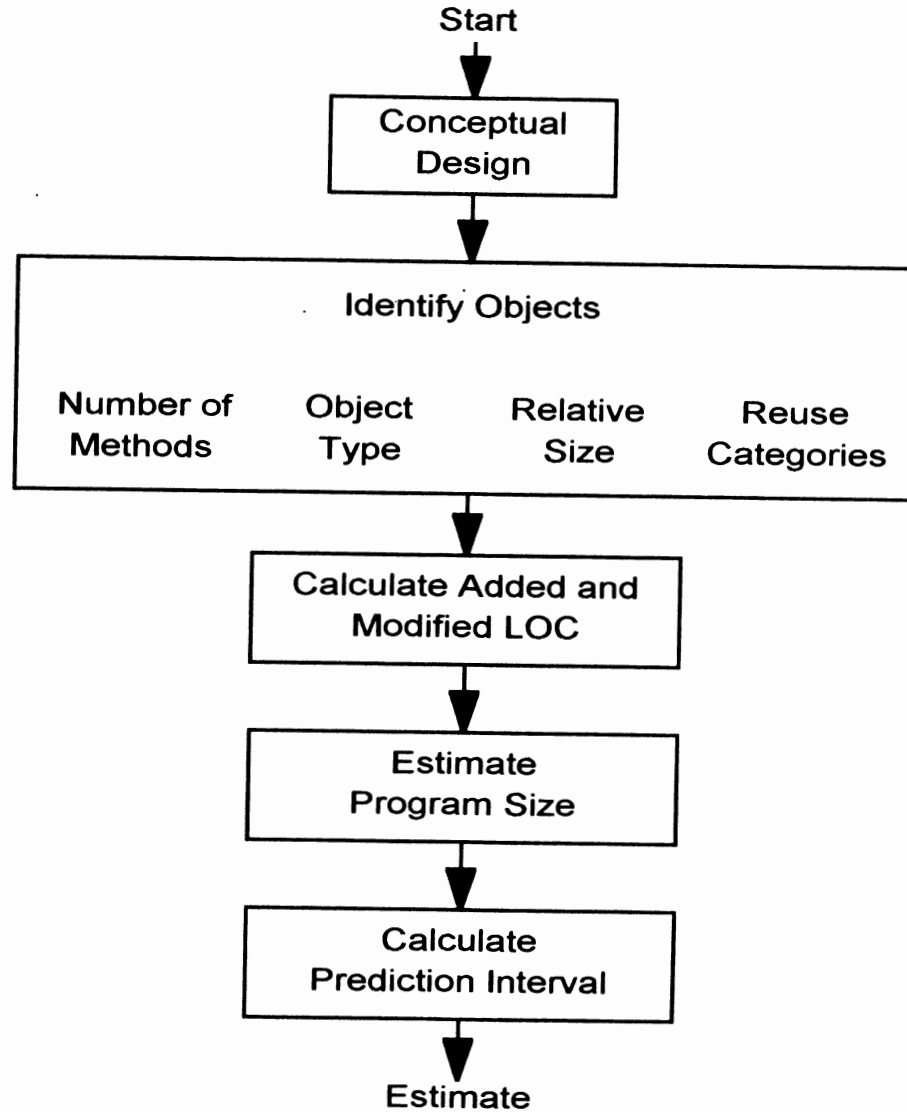 Start
Conceptual
Design
Identify Objects
Number of
Methods
Object
Type
Relative
Size
Reuse
Categories
Calculate Added and
Modified LOC
Estimate
Program Size
Calculate
Prediction Interval
Estimate